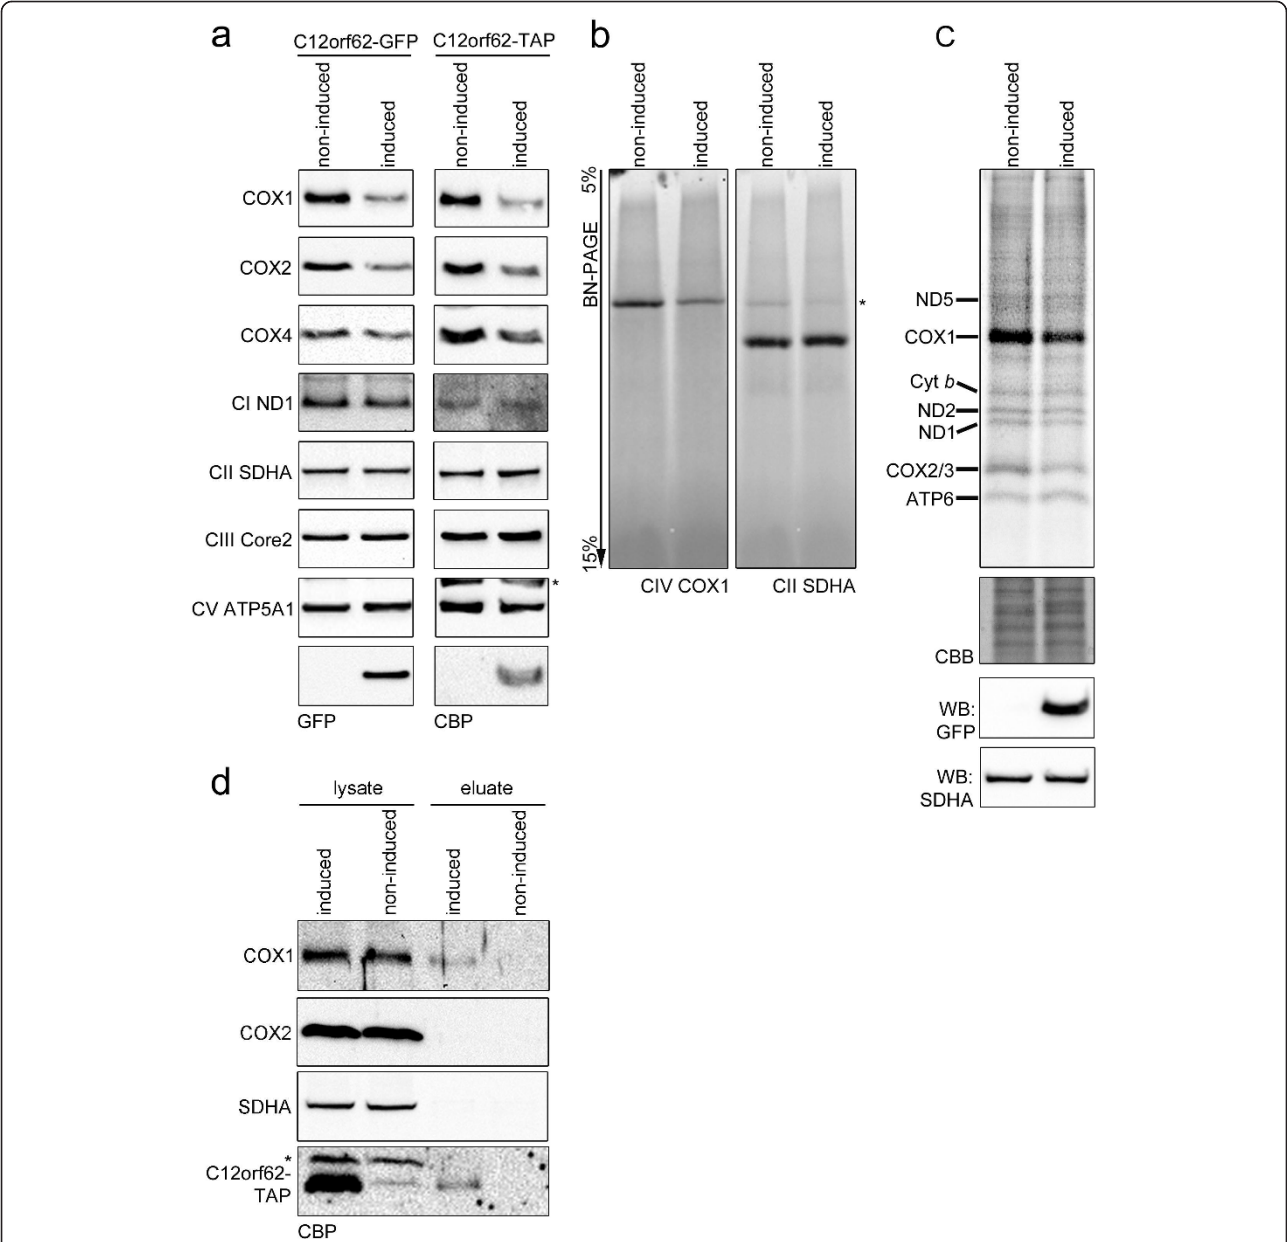 a
C12orf62-GFP
C12orf62-TAP
non-induced
induced
non-induced
induced
COX1
COX2
COX4
CI ND1
CII SDHA
CIII Core2
CV ATP5A1
*
GFP
CBP
b
non-induced
induced
non-induced
induced
5%
BN-PAGE
15%
*
CIV COX1
CII SDHA
c
non-induced
induced
ND5
COX1
Cyt b
ND2
ND1
COX2/3
ATP6
CBB
WB:
GFP
WB:
SDHA
d
lysate
eluate
induced
non-induced
induced
non-induced
COX1
COX2
SDHA
*
C12orf62-
TAP
CBP